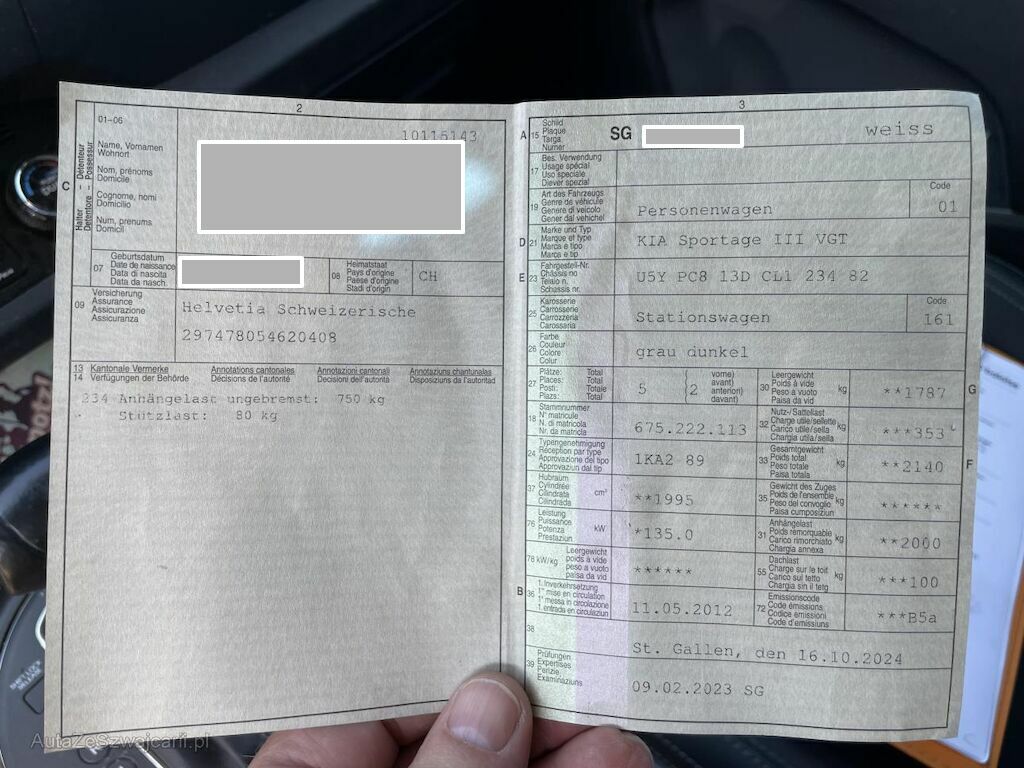 2
01-06
Name, Vornamen
Wohnort
Nom, prénoms
Domicile
Cognome, nomi
Domicilio
Num, prenums
Domicil
C
Halter – Détenteur
Detentore – Possessur
10115143
07
Geburtsdatum
Date de naissance
Data di nascita
Data da nasch.
08
Heimatstaat
Pays d'origine
Paese d'origine
Stadi d'origin
CH
09
Versicherung
Assurance
Assicurazione
Assicuranza
Helvetia Schweizerische
297478054620408
13 Kantonale Vermerke Annotations cantonales Annotazioni cantonali Annotaziuns chantunalas
14 Verfügungen der Behörde Décisions de l'autorité Decisioni dell'autorità Disposiziuns da l'autoritad
234 Anhängelast ungebremst: 750 kg
Stützlast: 80 kg
3
A 15
Schild
Plaque
Targa
Numer
SG
weiss
17
Bes. Verwendung
Usage spécial
Uso speciale
Diever spezial
19
Art des Fahrzeugs
Genre de véhicule
Genere di veicolo
Gener dal vehichel
Personenwagen
Code
01
D 21
Marke und Typ
Marque et type
Marca e tipo
Marca e tip
KIA Sportage III VGT
E 23
Fahrgestell-Nr.
Châssis no
Telaio n.
Schassis nr.
U5Y PC8 13D CL1 234 82
25
Karosserie
Carrosserie
Carrozzeria
Carossaria
Stationswagen
Code
161
26
Farbe
Couleur
Colore
Colur
grau dunkel
27
Plätze: Total
Places: Total
Posti: Totale
Plazs: Total
5 (2
vorne)
avant)
anteriori)
davant)
30
Leergewicht
Poids à vide
Peso a vuoto
Paisa da vid
kg
**1787
G
18
Stammnummer
N° matricule
N. di matricola
Nr. da matricla
675.222.113
32
Nutz-/Sattellast
Charge utile/sellette
Carico utile/sella
Chargia utila/sella
kg
***353
24
Typengenehmigung
Réception par type
Approvazione del tipo
Approvaziun dal tip
1KA2 89
33
Gesamtgewicht
Poids total
Peso totale
Paisa totala
kg
**2140
F
37
Hubraum
Cylindrée
Cilindrata
Cilindrada
cm³
**1995
35
Gewicht des Zuges
Poids de l'ensemble
Peso del convoglio
Paisa cumposiziun
kg
******
76
Leistung
Puissance
Potenza
Prestaziun
kW
*135.0
31
Anhängelast
Poids remorquable
Carico rimorchiato
Chargia annexa
kg
**2000
78 kW/kg
Leergewicht
poids à vide
peso a vuoto
paisa da vid
******
55
Dachlast
Charge sur le toit
Carico sul tetto
Chargia sin il tetg
kg
***100
B 36
1. Inverkehrsetzung
1re mise en circulation
1a messa in circolazione
1. entrada en circulaziun
11.05.2012
72
Emissionscode
Code émissions
Codice emissioni
Code d'emissiuns
***B5a
38
St. Gallen, den 16.10.2024
39
Prüfungen
Expertises
Perizie
Examinaziuns
09.02.2023 SG
AutaZeSzwajcarii.pl